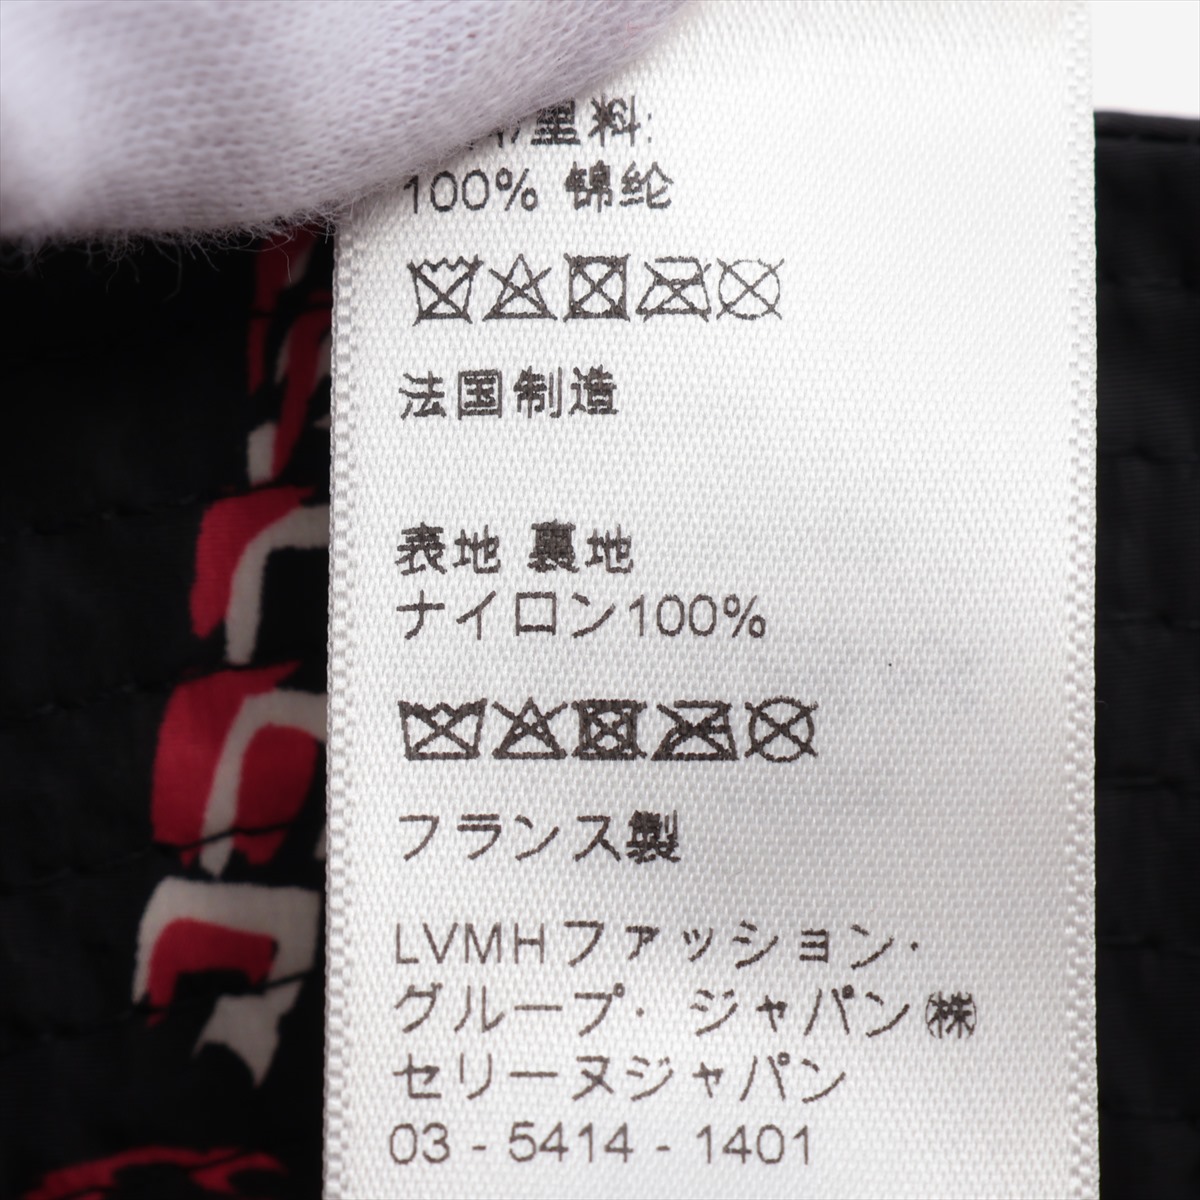 里料:
100% 锦纶
法国制造
表地 裏地
ナイロン100%
フランス製
LVMHファッション・
グループ・ジャパン㈱
セリーヌジャパン
03 - 5414 - 1401